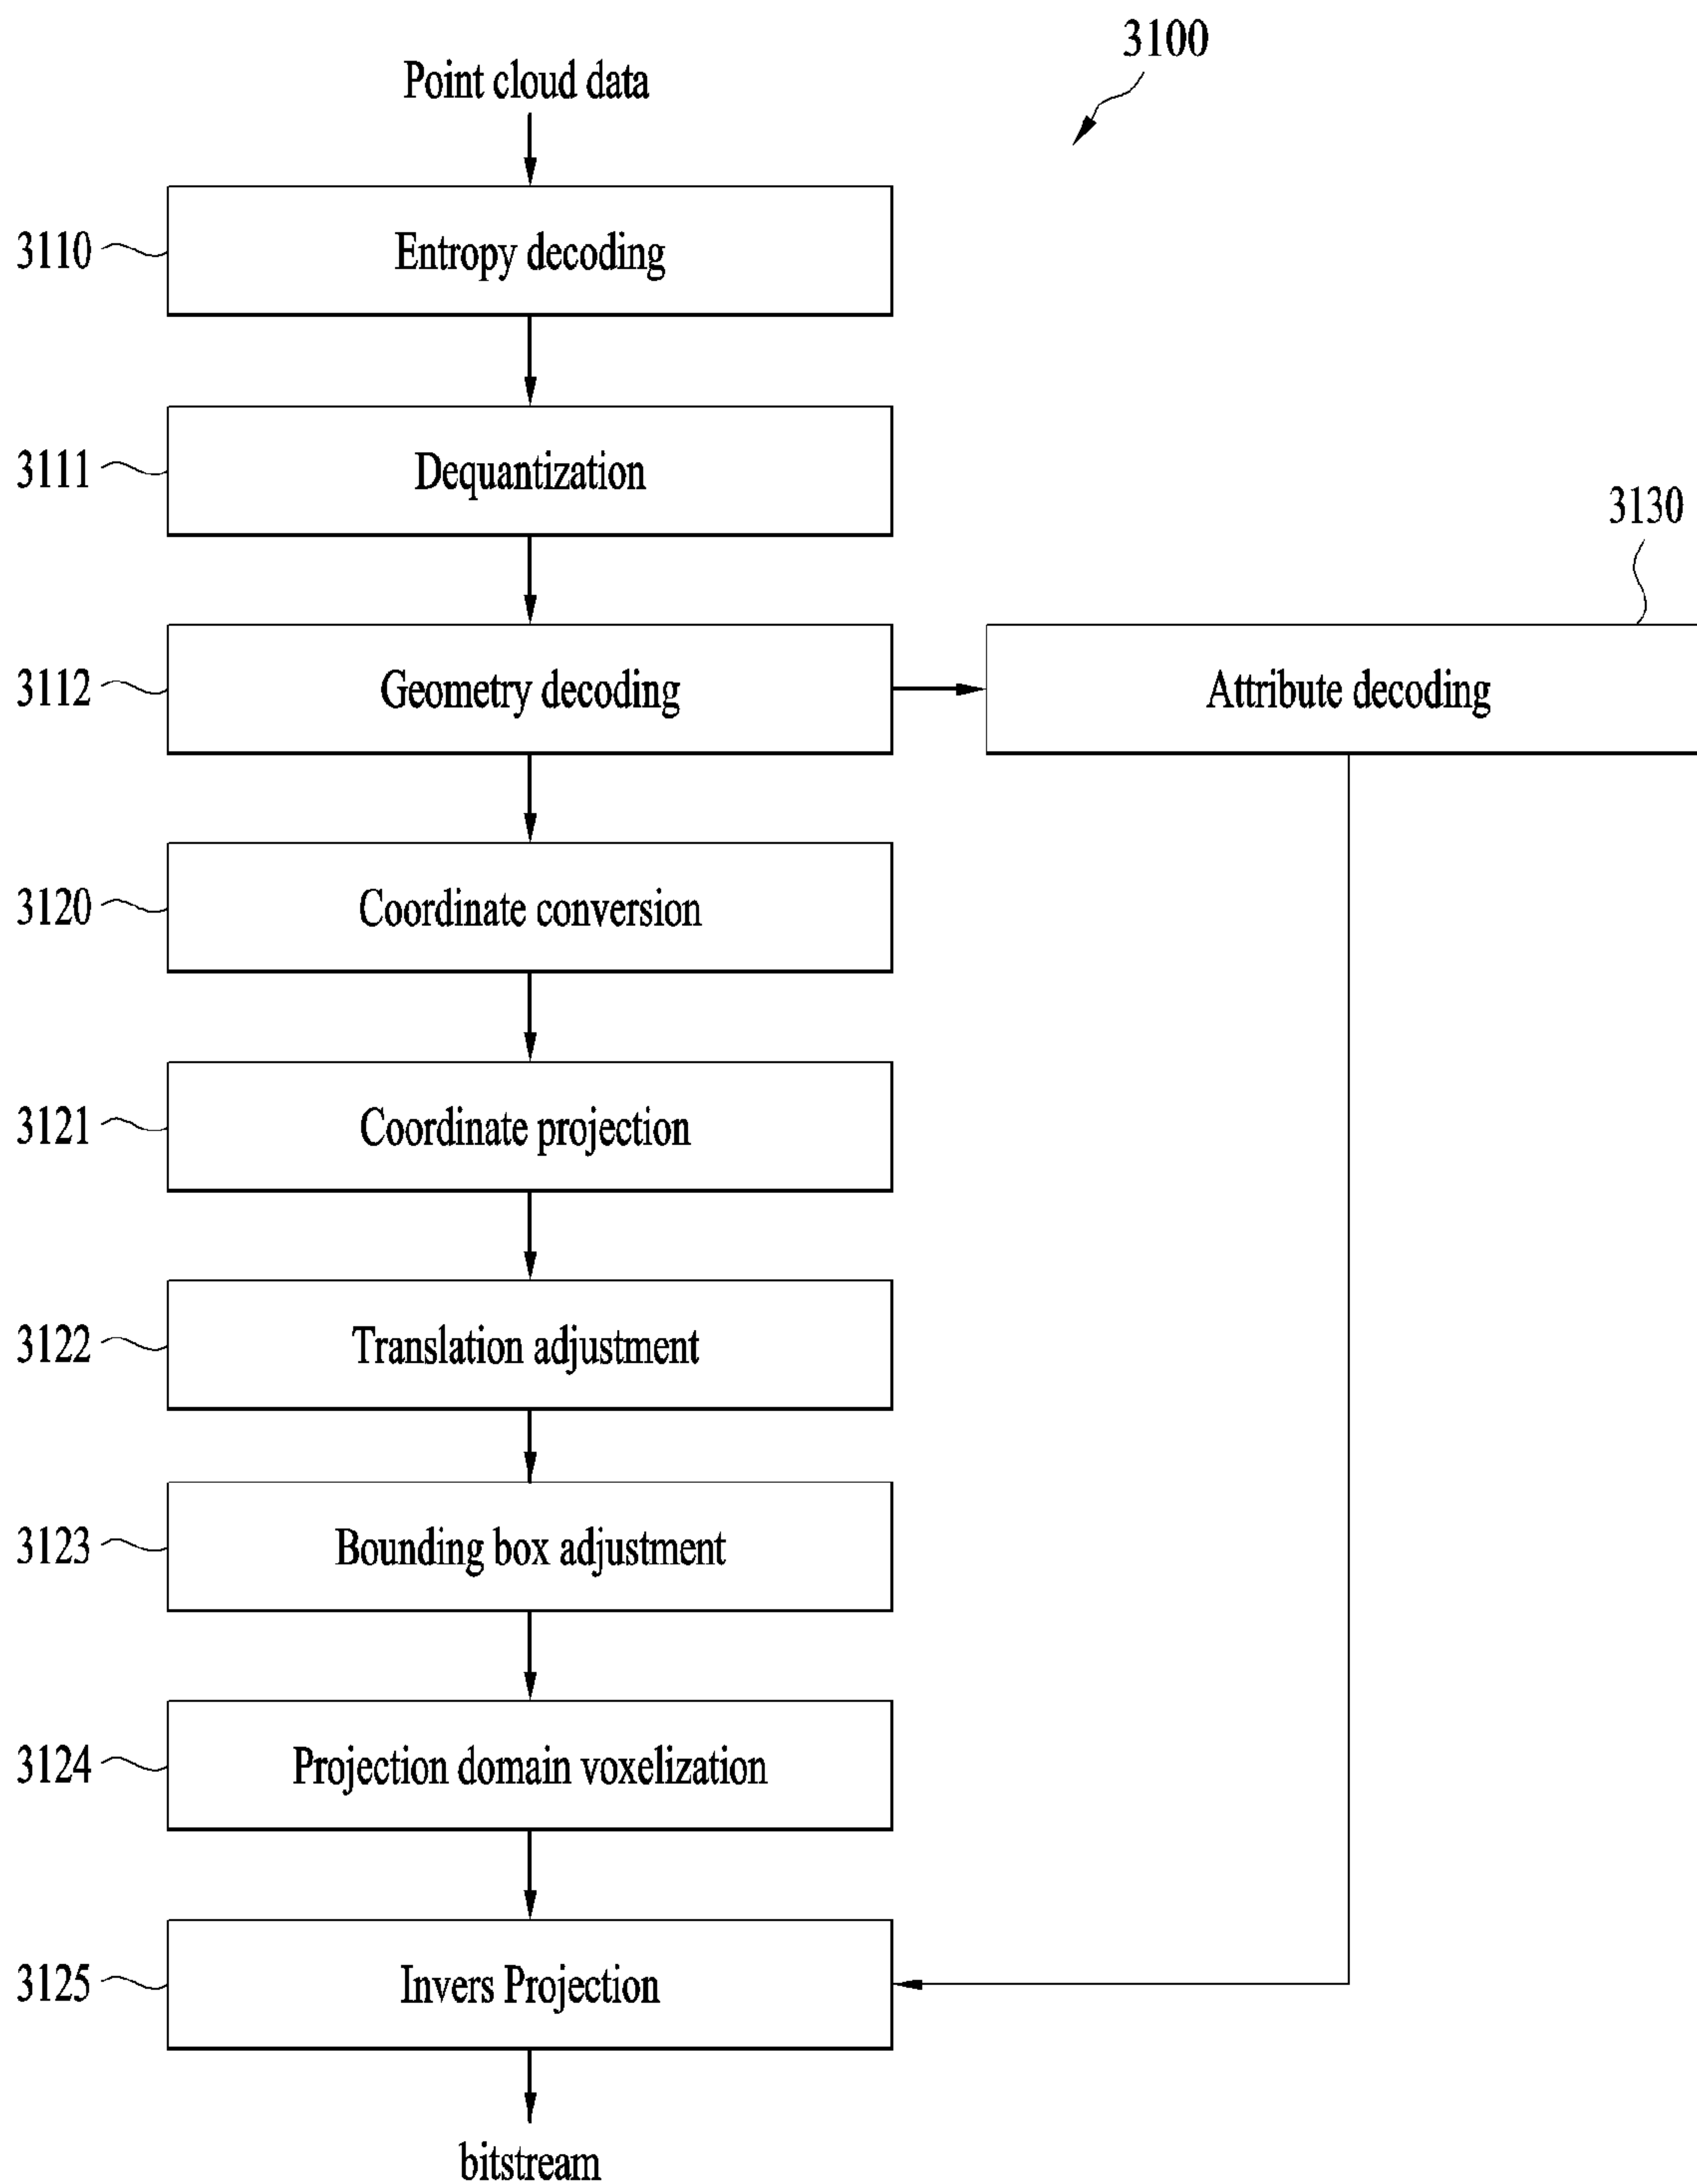 3100
Point cloud data
3110
Entropy decoding
3111
Dequantization
3130
3112
Geometry decoding
Attribute decoding
3120
Coordinate conversion
3121
Coordinate projection
3122
Translation adjustment
3123
Bounding box adjustment
3124
Projection domain voxelization
3125
Invers Projection
bitstream